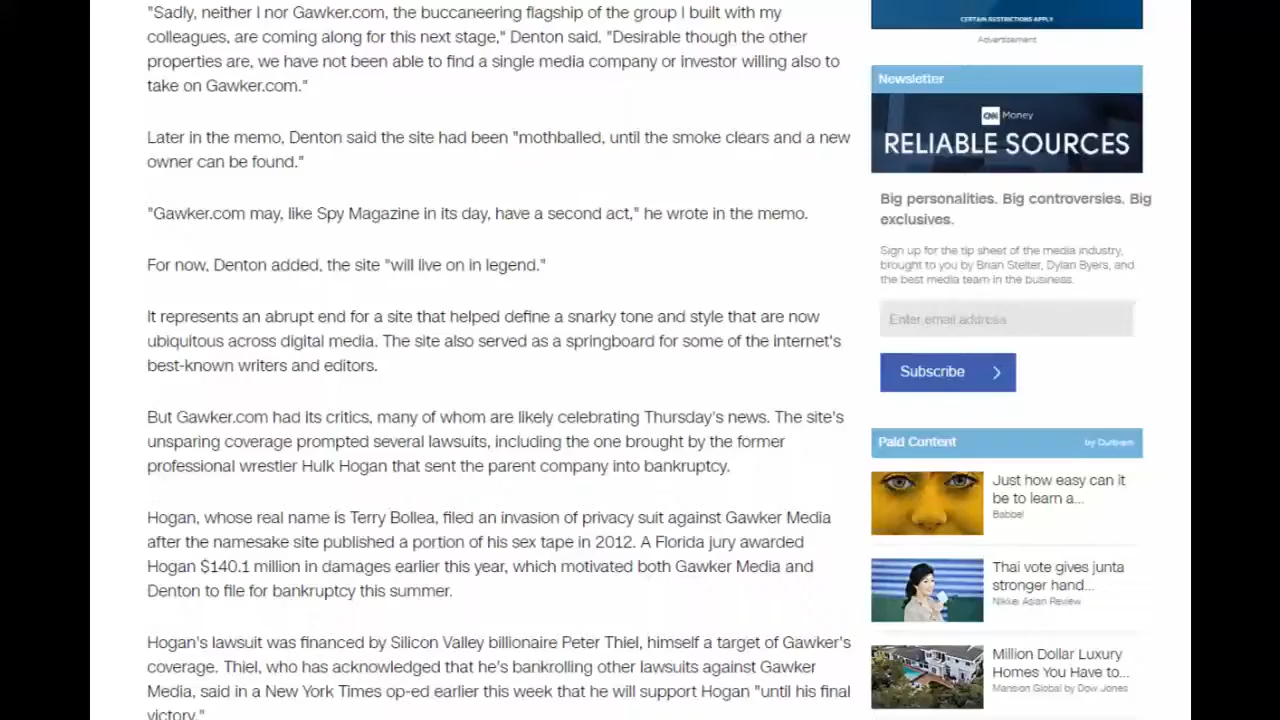 "Sadly, neither I nor Gawker.com, the buccaneering flagship of the group I built with my
colleagues, are coming along for this next stage," Denton said. "Desirable though the other
properties are, we have not been able to find a single media company or investor willing also to
take on Gawker.com."
Later in the memo, Denton said the site had been "mothballed, until the smoke clears and a new
owner can be found."
"Gawker.com may, like Spy Magazine in its day, have a second act," he wrote in the memo.
For now, Denton added, the site "will live on in legend."
It represents an abrupt end for a site that helped define a snarky tone and style that are now
ubiquitous across digital media. The site also served as a springboard for some of the Internet's
best-known writers and editors.
But Gawker.com had its critics, many of whom are likely celebrating Thursday's news. The site's
unsparing coverage prompted several lawsuits, including the one brought by the former
professional wrestler Hulk Hogan that sent the parent company into bankruptcy.
Hogan, whose real name is Terry Bollea, filed an invasion of privacy suit against Gawker Media
after the namesake site published a portion of his sex tape in 2012. A Florida jury awarded
Hogan $140.1 million in damages earlier this year, which motivated both Gawker Media and
Denton to file for bankruptcy this summer.
Hogan's lawsuit was financed by Silicon Valley billionaire Peter Thiel, himself a target of Gawker's
coverage. Thiel, who has acknowledged that he's bankrolling other lawsuits against Gawker
Media, said in a New York Times op-ed earlier this week that he will support Hogan "until his final
victory."
CERTAIN RESTRICTIONS APPLY
Advertisement
Newsletter
CNN Money
RELIABLE SOURCES
Big personalities. Big controversies. Big
exclusives.
Sign up for the tip sheet of the media industry,
brought to you by Brian Stelter, Dylan Byers, and
the best media team in the business.
Enter email address
Subscribe
Paid Content
by
Just how easy can it
be to learn a...
Babbel
Thai vote gives junta
stronger hand...
Nikkei Asian Review
Million Dollar Luxury
Homes You Have to...
Mansion Global by Dow Jones